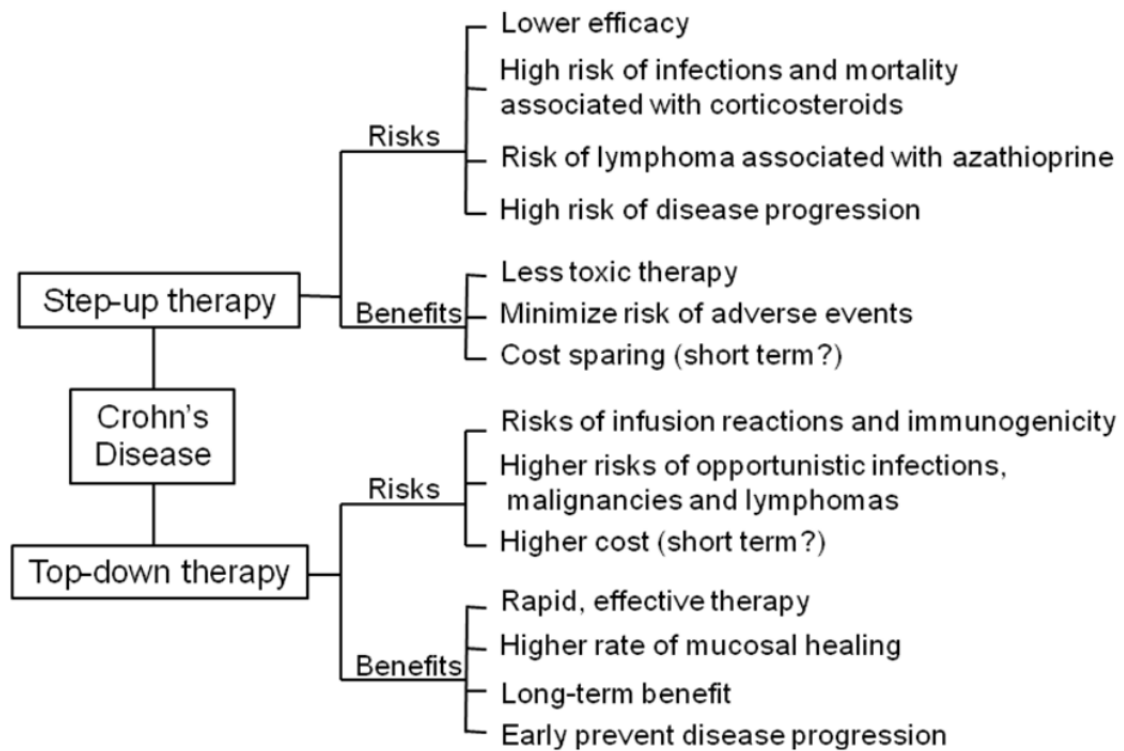 Lower efficacy
High risk of infections and mortality
associated with corticosteroids
Risks
Risk of lymphoma associated with azathioprine
High risk of disease progression
Step-up therapy
Less toxic therapy
Benefits
Minimize risk of adverse events
Cost sparing (short term?)
Crohn's
Disease
Risks of infusion reactions and immunogenicity
Risks
Higher risks of opportunistic infections,
malignancies and lymphomas
Higher cost (short term?)
Top-down therapy
Rapid, effective therapy
Higher rate of mucosal healing
Benefits
Long-term benefit
Early prevent disease progression